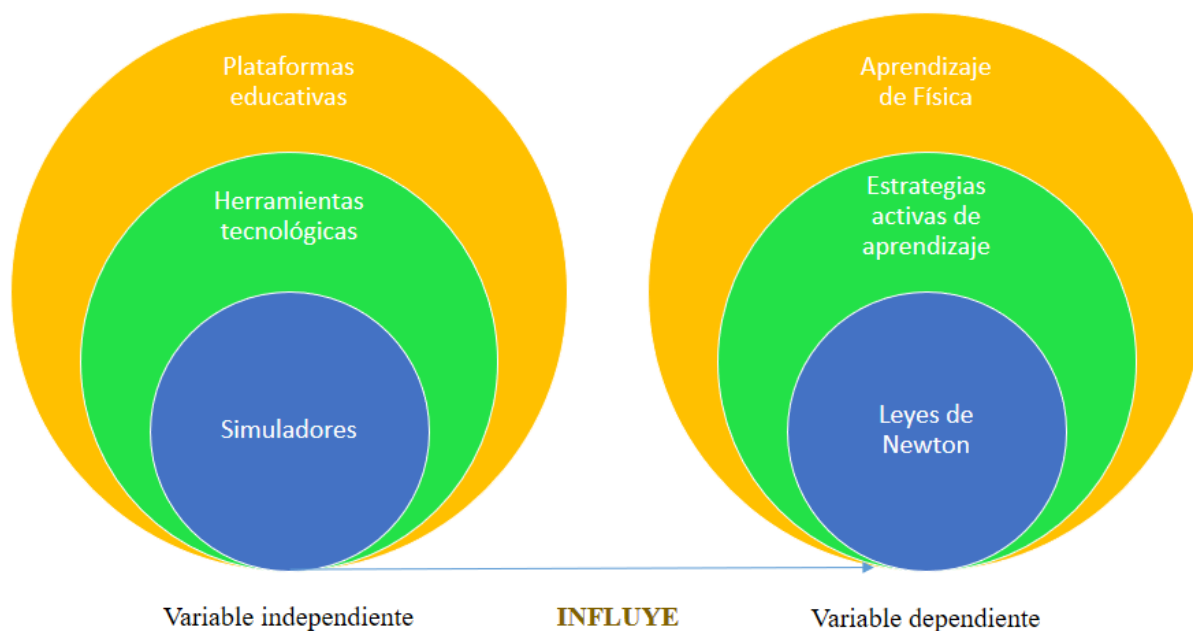 Plataformas
educativas
Herramientas
tecnológicas
Simuladores
Aprendizaje
de Física
Estrategias
activas de
aprendizaje
Leyes de
Newton
Variable independiente
INFLUYE
Variable dependiente